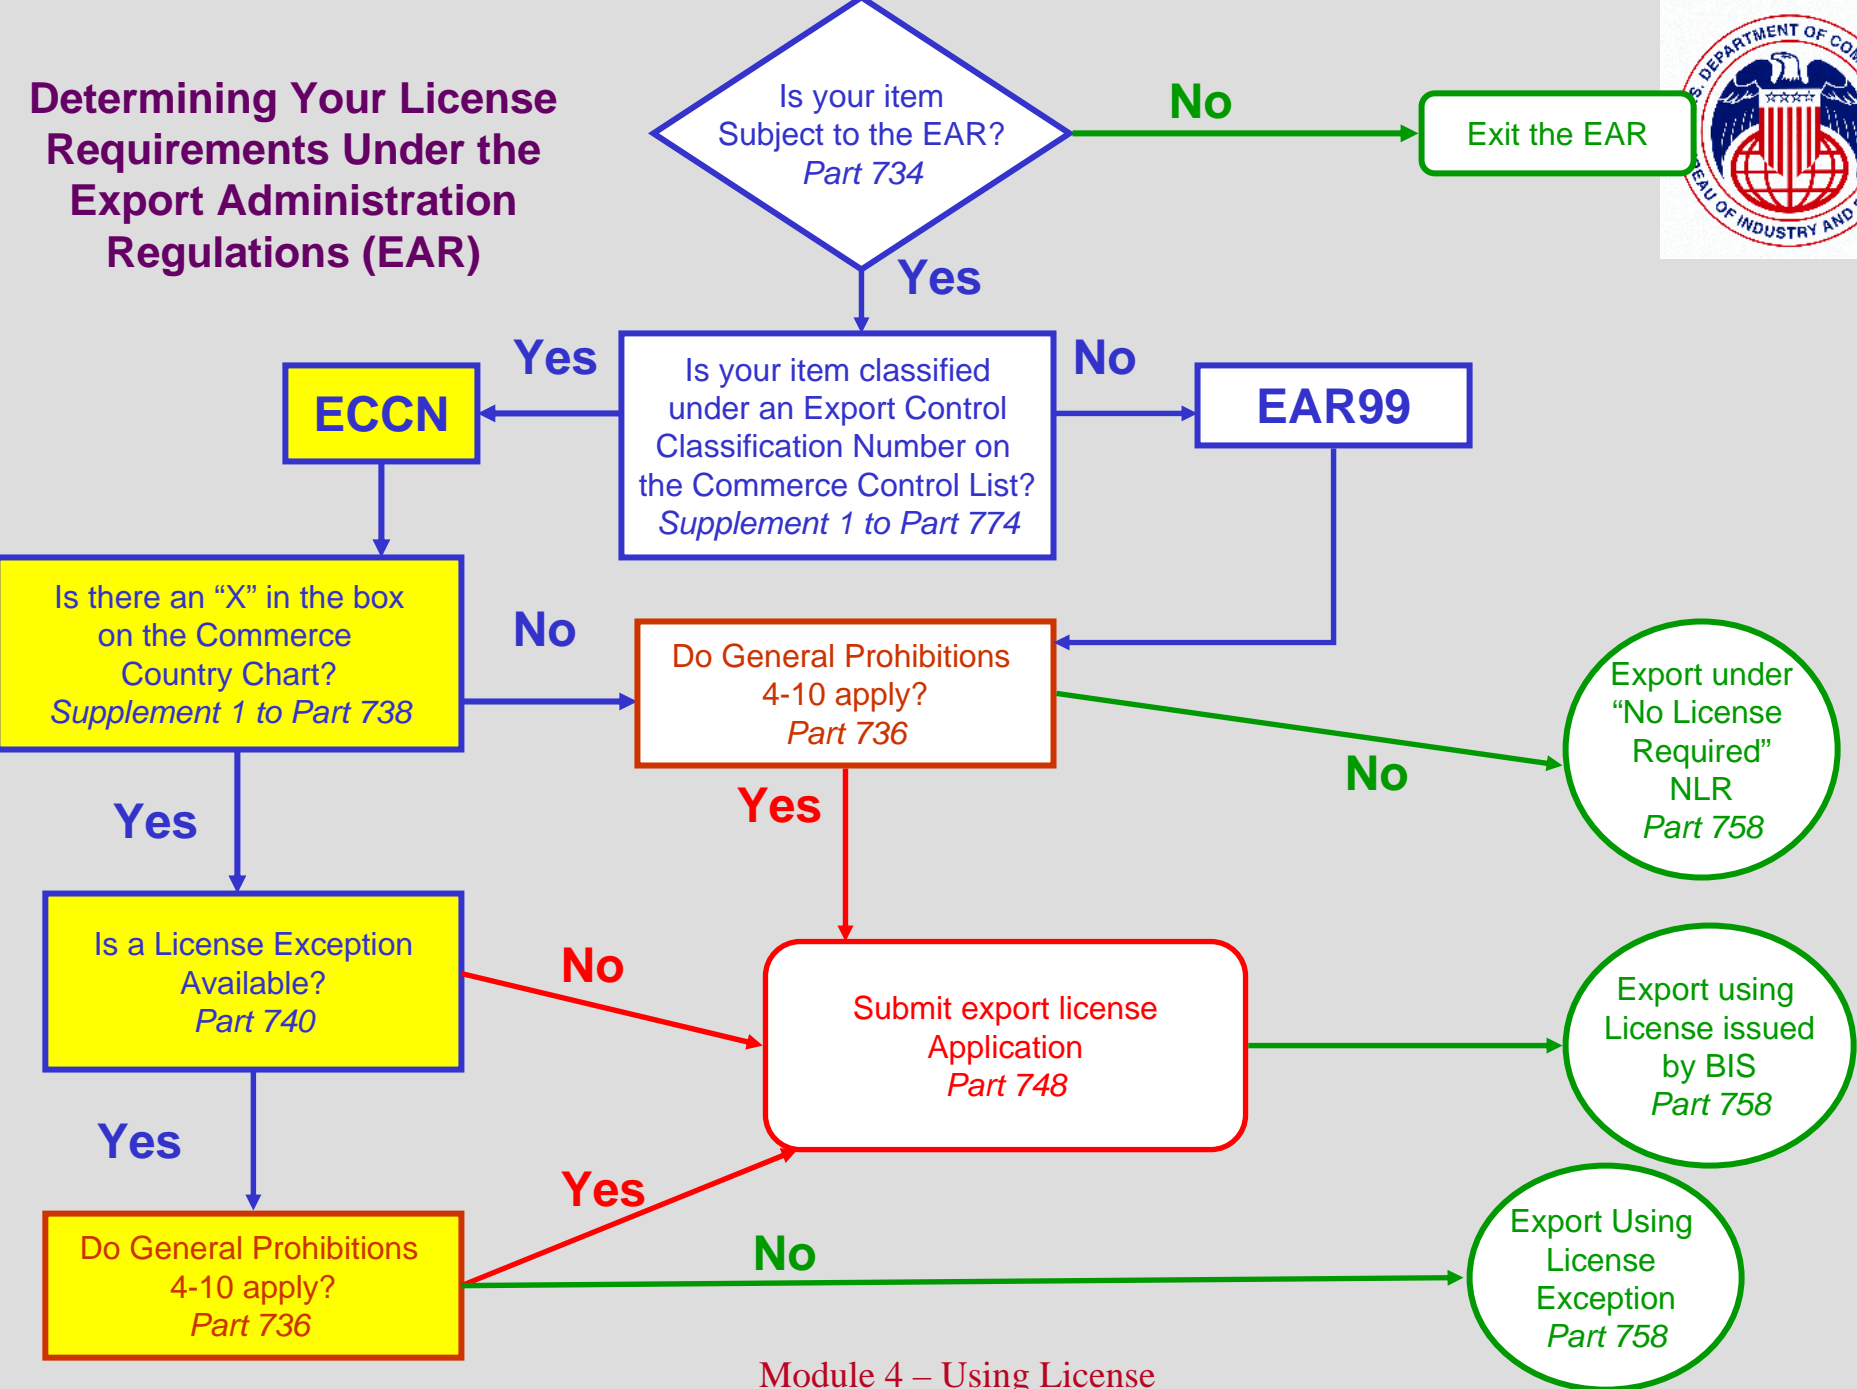 Determining Your License
Requirements Under the
Export Administration
Regulations (EAR)
Is your item
Subject to the EAR?
Part 734
No
Exit the EAR
Yes
Is your item classified
under an Export Control
Classification Number on
the Commerce Control List?
Supplement 1 to Part 774
Yes
ECCN
No
EAR99
Is there an “X” in the box
on the Commerce
Country Chart?
Supplement 1 to Part 738
No
Do General Prohibitions
4-10 apply?
Part 736
No
Export under
“No License
Required”
NLR
Part 758
Yes
Yes
Is a License Exception
Available?
Part 740
No
Submit export license
Application
Part 748
Export using
License issued
by BIS
Part 758
Yes
Do General Prohibitions
4-10 apply?
Part 736
Yes
No
Export Using
License
Exception
Part 758
Module 4 – Using License
DEPARTMENT OF
OF INDUSTRY AND